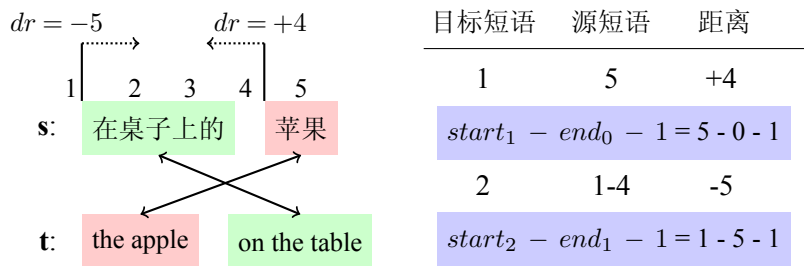 dr = −5
dr = +4
1 2 3 4 5
s: 在桌子上的 苹果
t: the apple on the table
目标短语 源短语 距离
1 5 +4
start₁ − end₀ − 1 = 5 - 0 - 1
2 1-4 -5
start₂ − end₁ − 1 = 1 - 5 - 1